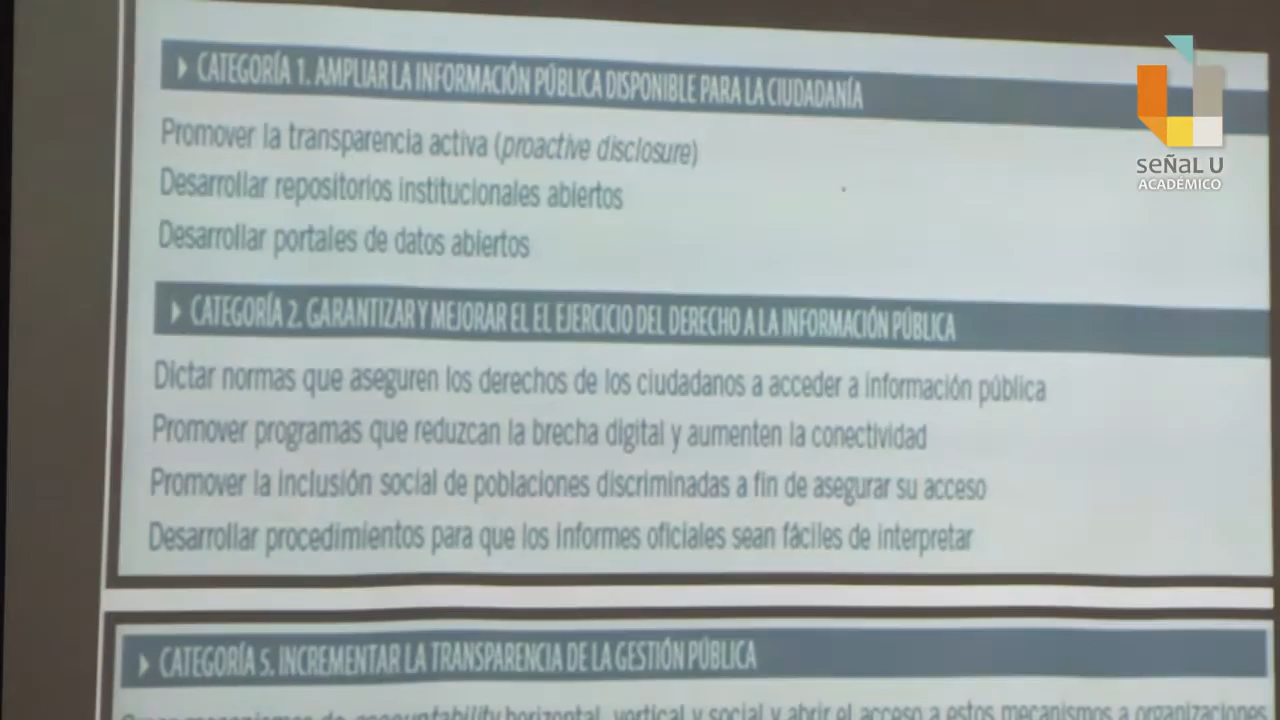 CATEGORÍA 1. AMPLIAR LA INFORMACIÓN PÚBLICA DISPONIBLE PARA LA CIUDADANÍA
Promover la transparencia activa (proactive disclosure)
Desarrollar repositorios institucionales abiertos
Desarrollar portales de datos abiertos
CATEGORÍA 2. GARANTIZAR Y MEJORAR EL EL EJERCICIO DEL DERECHO A LA INFORMACIÓN PÚBLICA
Dictar normas que aseguren los derechos de los ciudadanos a acceder a información pública
Promover programas que reduzcan la brecha digital y aumenten la conectividad
Promover la inclusión social de poblaciones discriminadas a fin de asegurar su acceso
Desarrollar procedimientos para que los informes oficiales sean fáciles de interpretar
CATEGORÍA 5. INCREMENTAR LA TRANSPARENCIA DE LA GESTIÓN PÚBLICA
mecanismos de accountability horizontal, vertical y social y abrir el acceso a estos mecanismos a organizaciones
señal U
ACADÉMICO